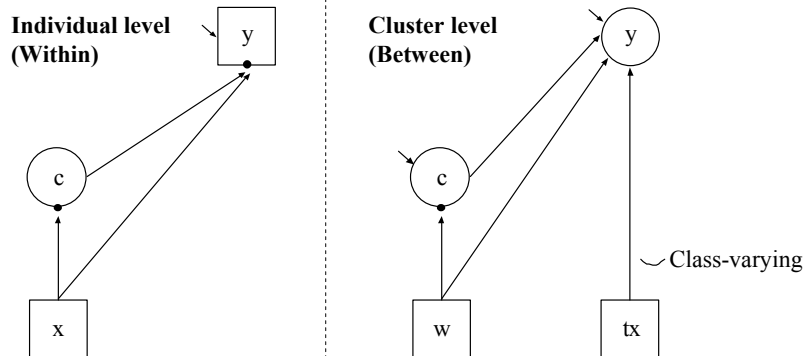 Individual level
(Within)
y
c
x
Cluster level
(Between)
y
c
Class-varying
w
tx